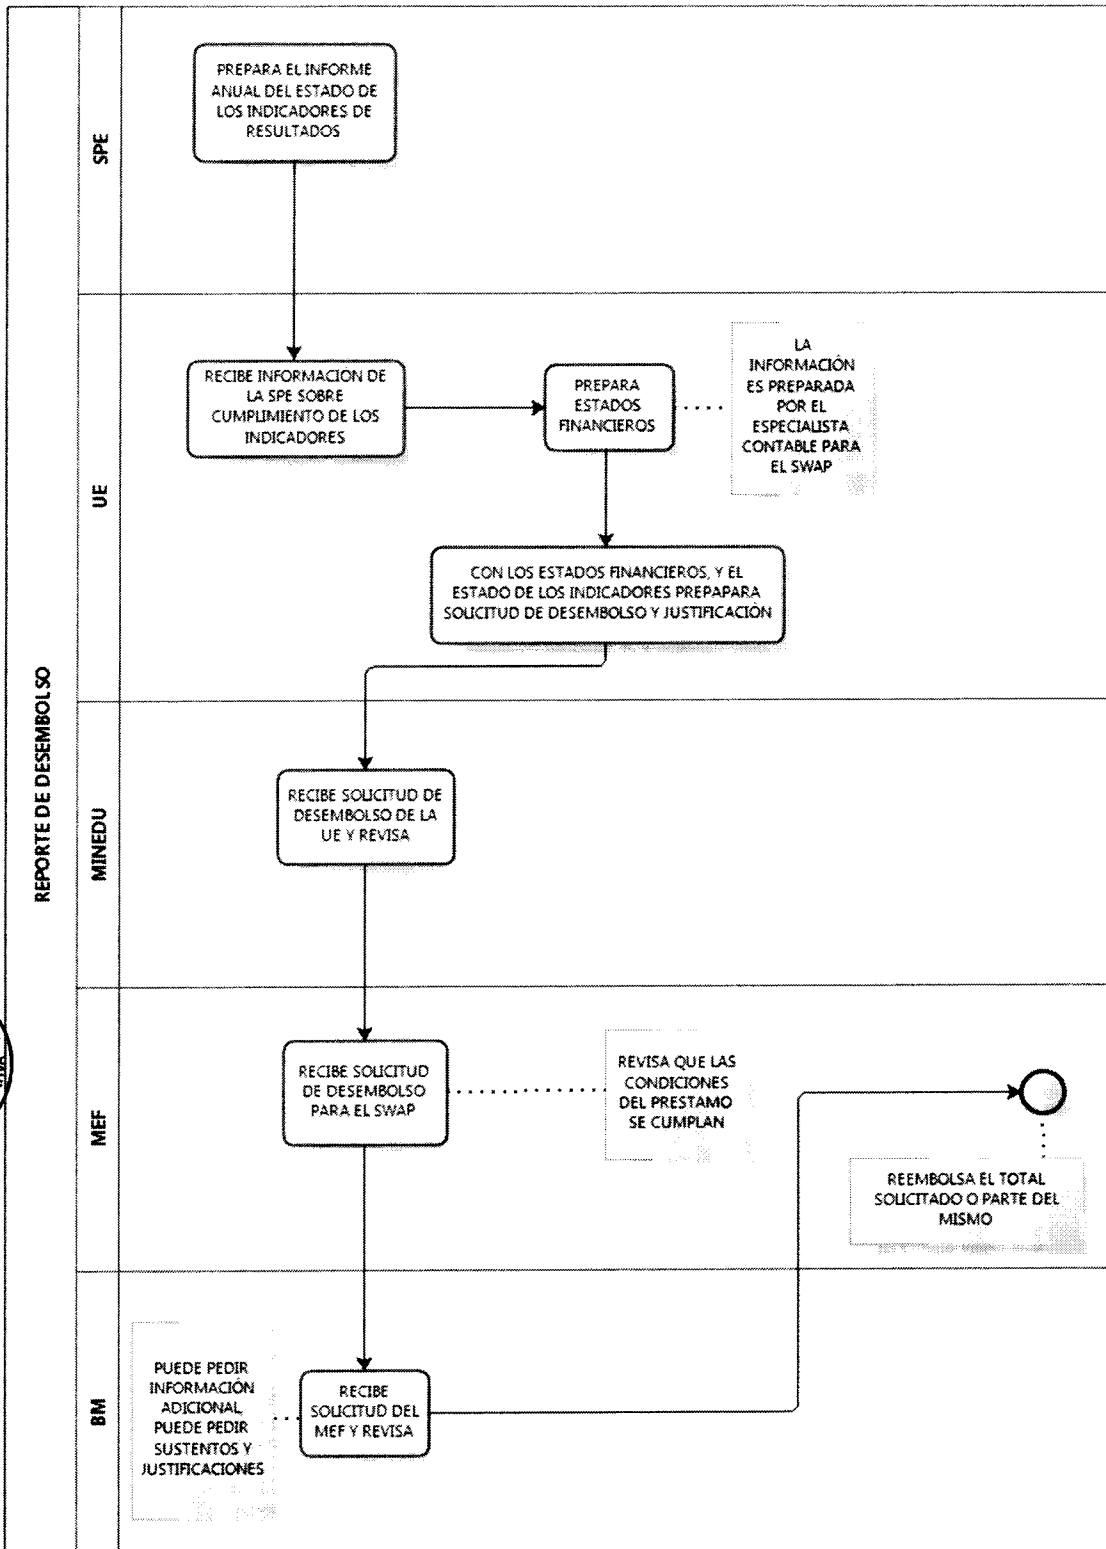 REPORTE DE DESEMBOLSO
SPE
PREPARA EL INFORME
ANUAL DEL ESTADO DE
LOS INDICADORES DE
RESULTADOS
UE
RECIBE INFORMACIÓN DE
LA SPE SOBRE
CUMPLIMIENTO DE LOS
INDICADORES
PREPARA
ESTADOS
FINANCIEROS
LA
INFORMACIÓN
ES PREPARADA
POR EL
ESPECIALISTA
CONTABLE PARA
EL SWAP
CON LOS ESTADOS FINANCIEROS, Y EL
ESTADO DE LOS INDICADORES PREPAPARA
SOLICITUD DE DESEMBOLSO Y JUSTIFICACIÓN
MINEDU
RECIBE SOLICITUD DE
DESEMBOLSO DE LA
UE Y REVISA
MEF
RECIBE SOLICITUD
DE DESEMBOLSO
PARA EL SWAP
REVISA QUE LAS
CONDICIONES
DEL PRESTAMO
SE CUMPLAN
REEMBOLSA EL TOTAL
SOLICITADO O PARTE DEL
MISMO
BM
PUEDE PEDIR
INFORMACIÓN
ADICIONAL,
PUEDE PEDIR
SUSTENTOS Y
JUSTIFICACIONES
RECIBE
SOLICITUD DEL
MEF Y REVISA